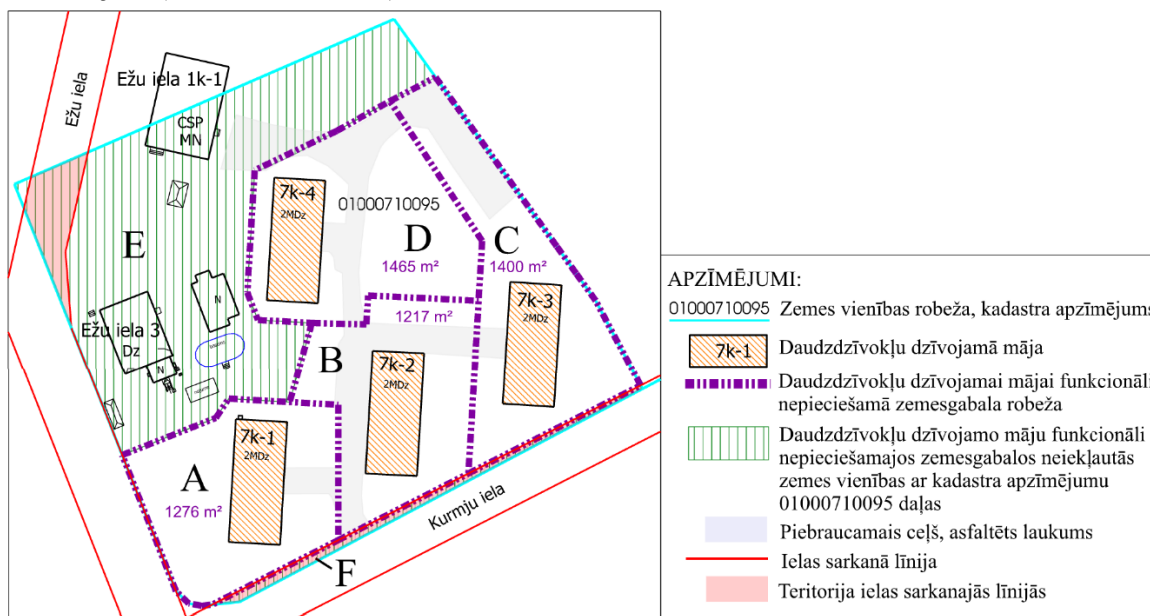 Ežu iela
Ežu iela 1k-1
CSP
MN
7k-4
2MDz
01000710095
E
D
C
1465 m²
1400 m²
N
7k-3
2MDz
1217 m²
Ežu iela 3
Dz
N
B
7k-2
2MDz
7k-1
2MDz
A
1276 m²
Kurmju iela
F
APZĪMĒJUMI:
01000710095 Zemes vienības robeža, kadastra apzīmējums
7k-1 Daudzdzīvokļu dzīvojamā māja
Daudzdzīvokļu dzīvojamai mājai funkcionāli
nepieciešamā zemesgabala robeža
Daudzdzīvokļu dzīvojamo māju funkcionāli
nepieciešamajos zemesgabalos neiekļautās
zemes vienības ar kadastra apzīmējumu
01000710095 daļas
Piebraucamais ceļš, asfaltēts laukums
Ielas sarkanā līnija
Teritorija ielas sarkanajās līnijās